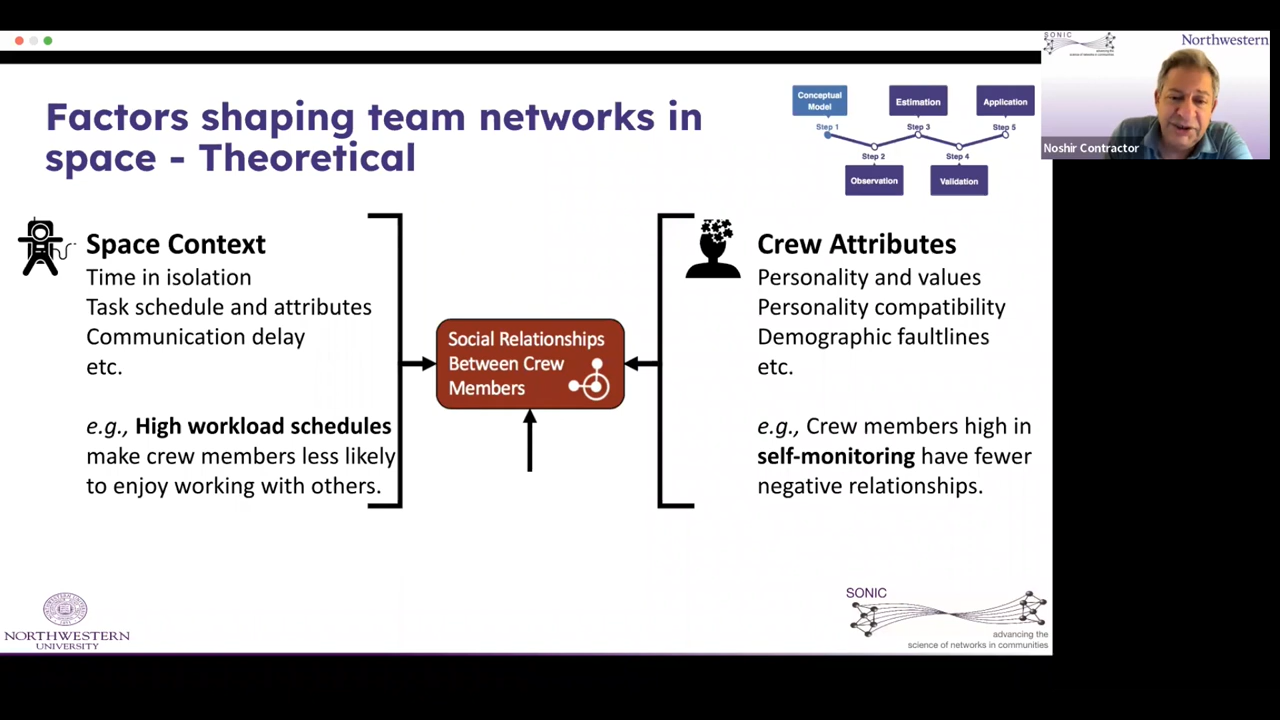 SONIC
Northwestern
Noshir Contractor
Factors shaping team networks in
space - Theoretical
Conceptual
Model
Estimation
Application
Step 1
Step 3
Step 5
Step 2
Step 4
Observation
Validation
Space Context
Time in isolation
Task schedule and attributes
Communication delay
etc.
e.g., High workload schedules
make crew members less likely
to enjoy working with others.
Social Relationships
Between Crew
Members
Crew Attributes
Personality and values
Personality compatibility
Demographic faultlines
etc.
e.g., Crew members high in
self-monitoring have fewer
negative relationships.
NORTHWESTERN
UNIVERSITY
SONIC
advancing the
science of networks in communities